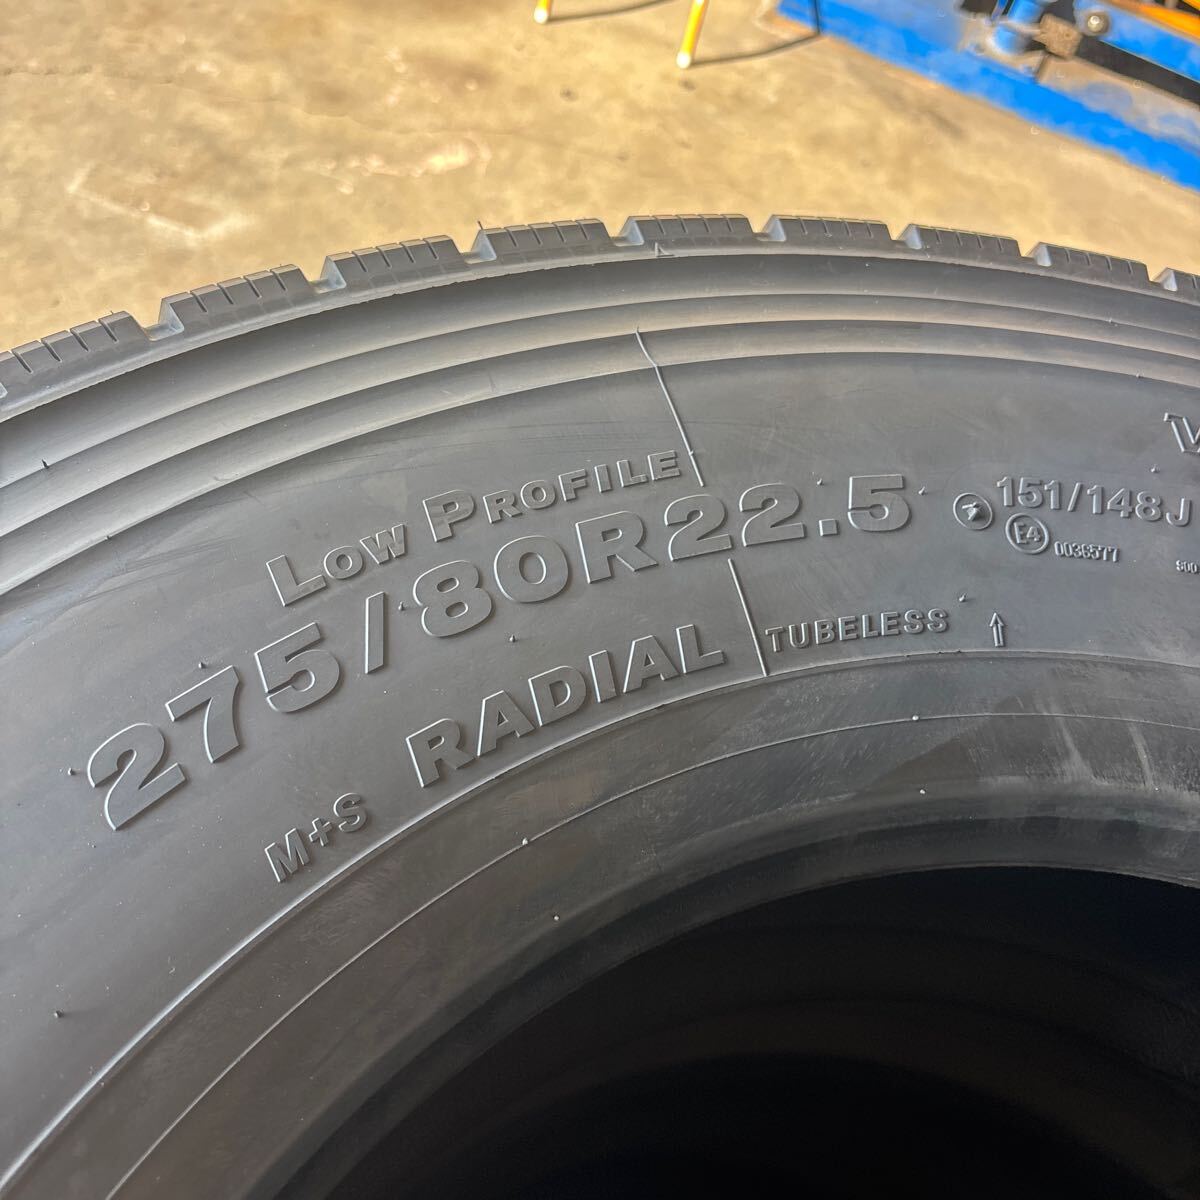 LOW PROFILE
275/80R22.5
151/148J
E4
0036577
RADIAL
TUBELESS
M+S